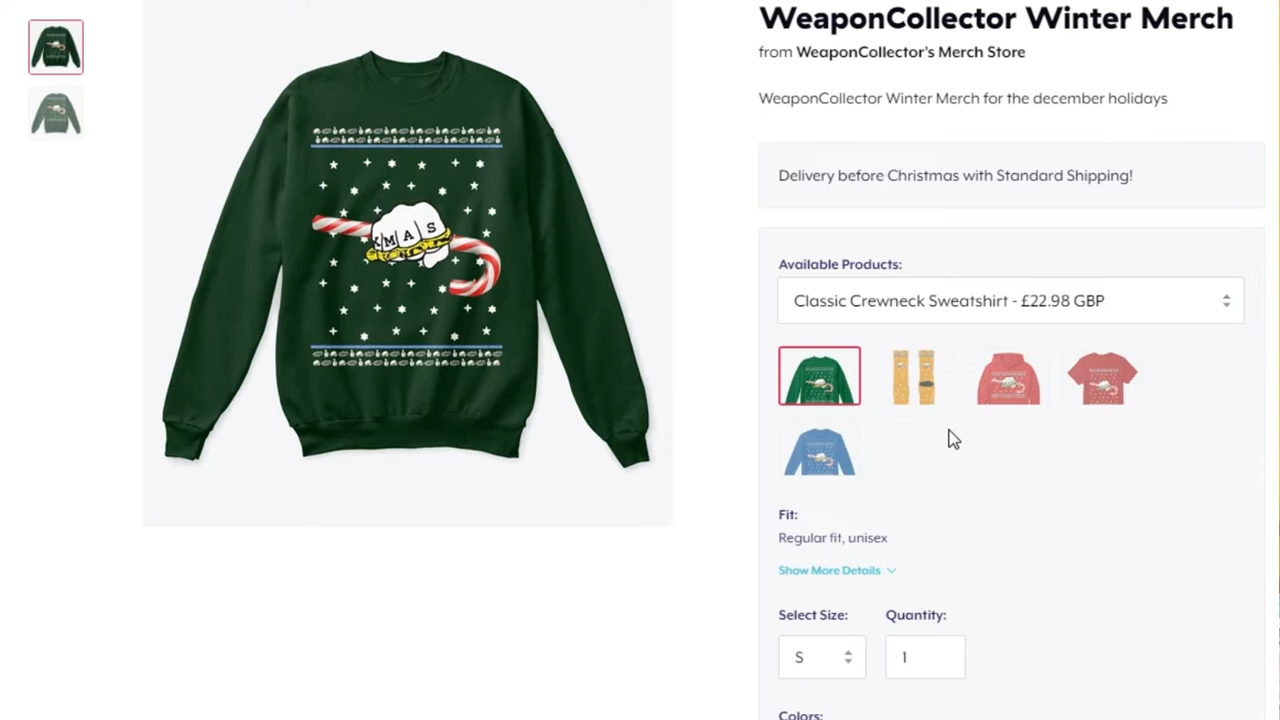 WeaponCollector Winter Merch
from WeaponCollector's Merch Store
WeaponCollector Winter Merch for the december holidays
Delivery before Christmas with Standard Shipping!
XMAS
Available Products:
Classic Crewneck Sweatshirt - £22.98 GBP
Fit:
Regular fit, unisex
Show More Details
Select Size:
Quantity:
S
1
Colors: